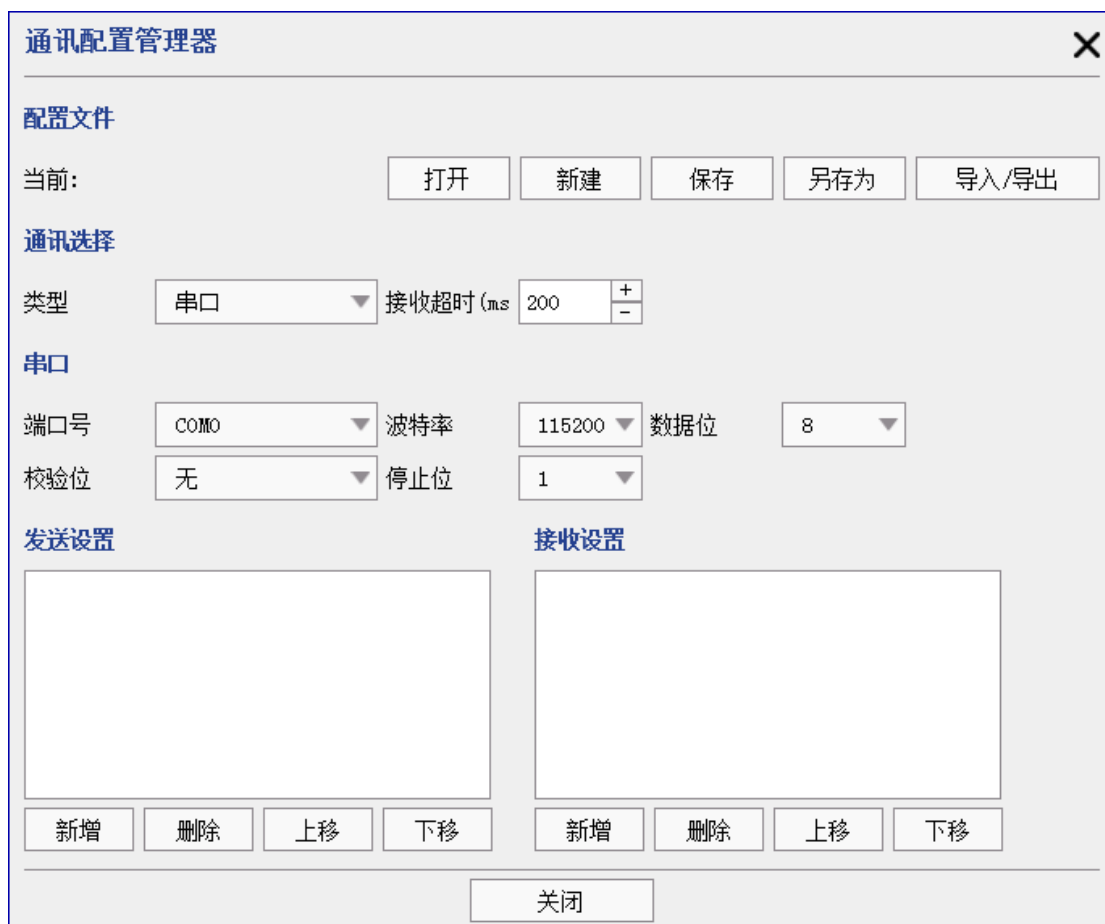 通讯配置管理器
配置文件
当前: 打开 新建 保存 另存为 导入/导出
通讯选择
类型 串口 接收超时(ms 200 + -
串口
端口号 COM0 波特率 115200 数据位 8
校验位 无 停止位 1
发送设置 接收设置
新增 删除 上移 下移 新增 删除 上移 下移
关闭